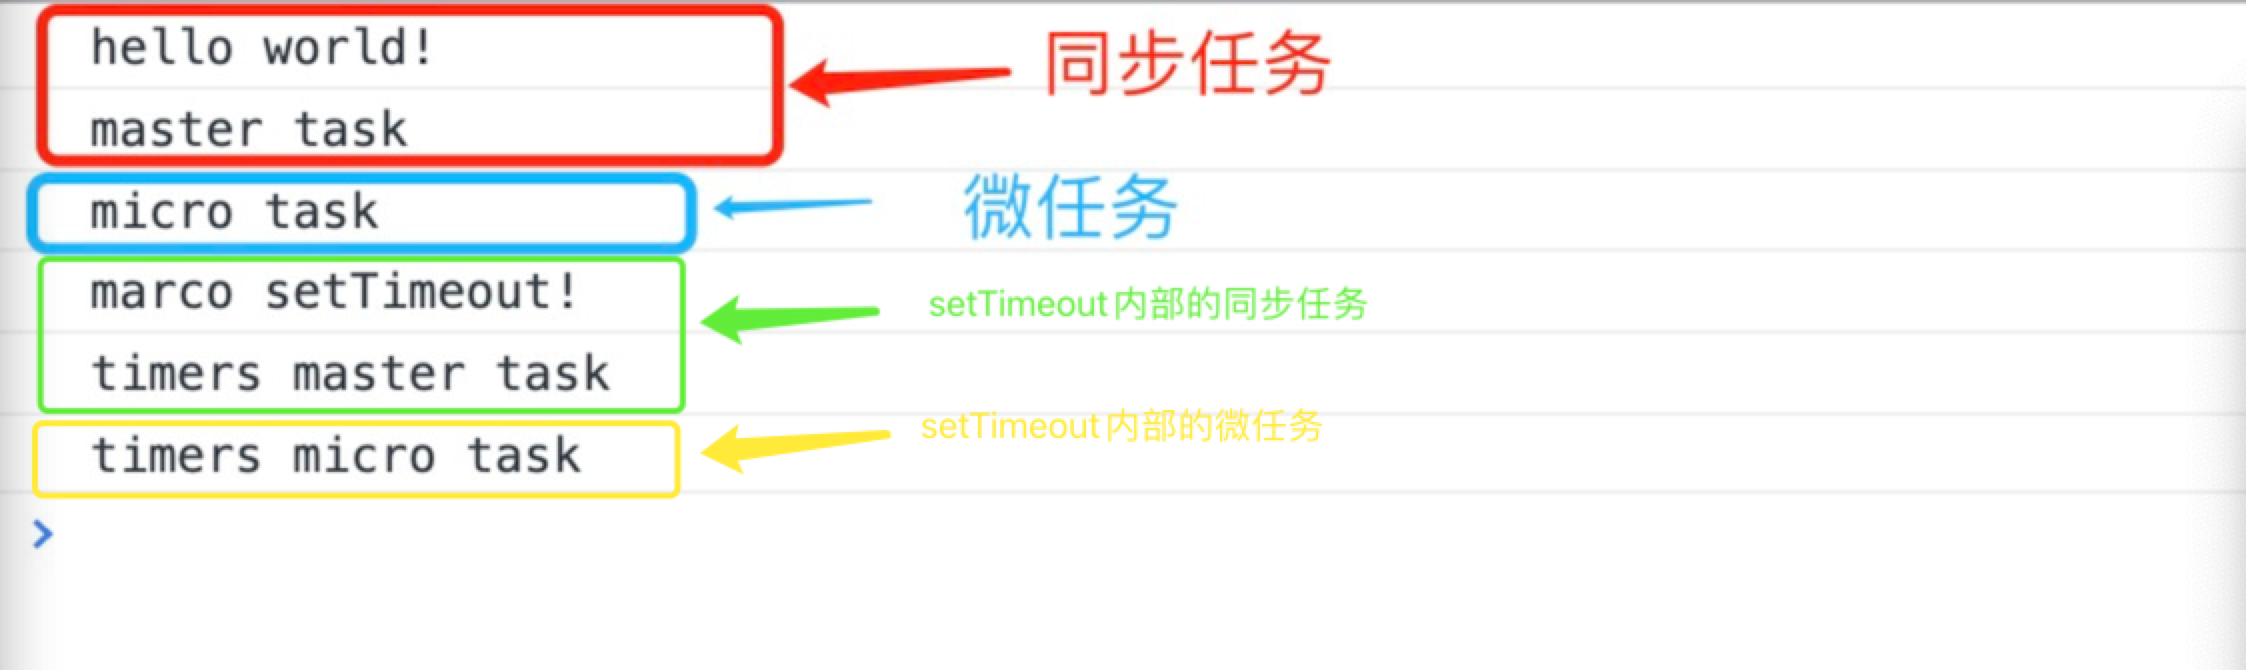 hello world!
同步任务
master task
micro task
微任务
marco setTimeout!
setTimeout内部的同步任务
timers master task
setTimeout内部的微任务
timers micro task